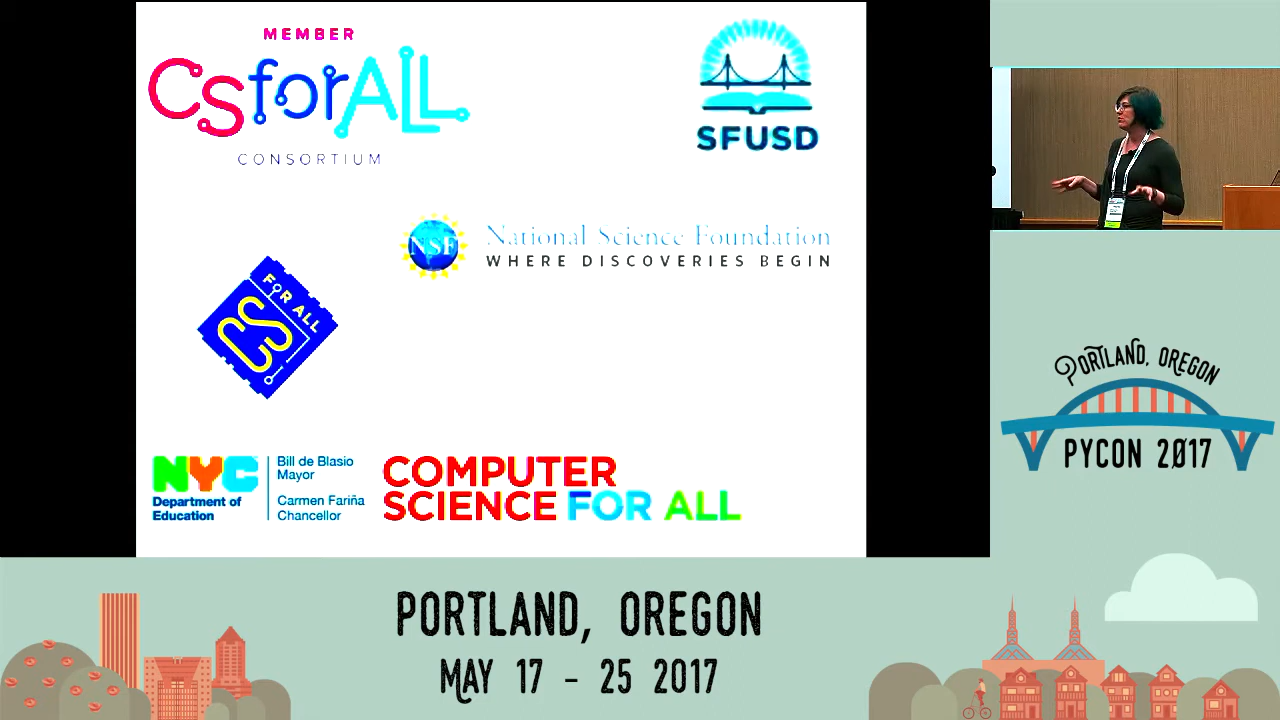 MEMBER
CSforALL
CONSORTIUM
SFUSD
NSF
National Science Foundation
WHERE DISCOVERIES BEGIN
FOR ALL
CS
NYC
Department of
Education
Bill de Blasio
Mayor
Carmen Fariña
Chancellor
COMPUTER
SCIENCE FOR ALL
PORTLAND, OREGON
PYCON 2017
PORTLAND, OREGON
MAY 17 - 25 2017